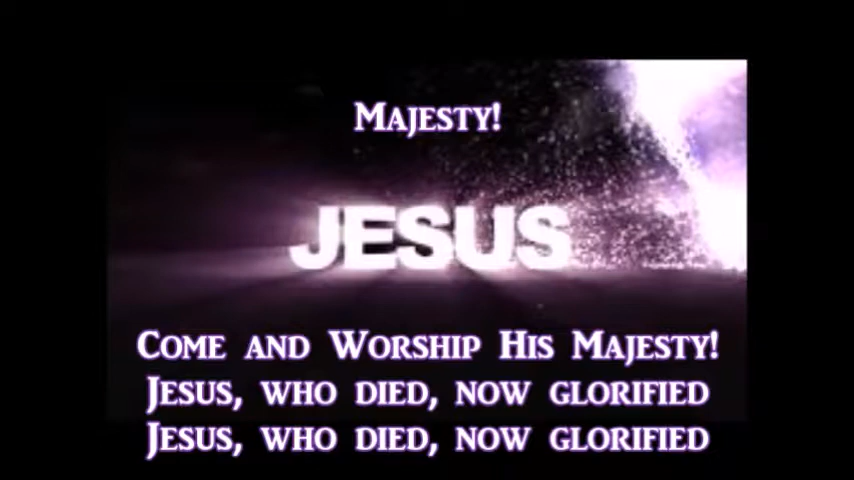 Majesty!
JESUS
Come and Worship His Majesty!
Jesus, who died, now glorified
Jesus, who died, now glorified